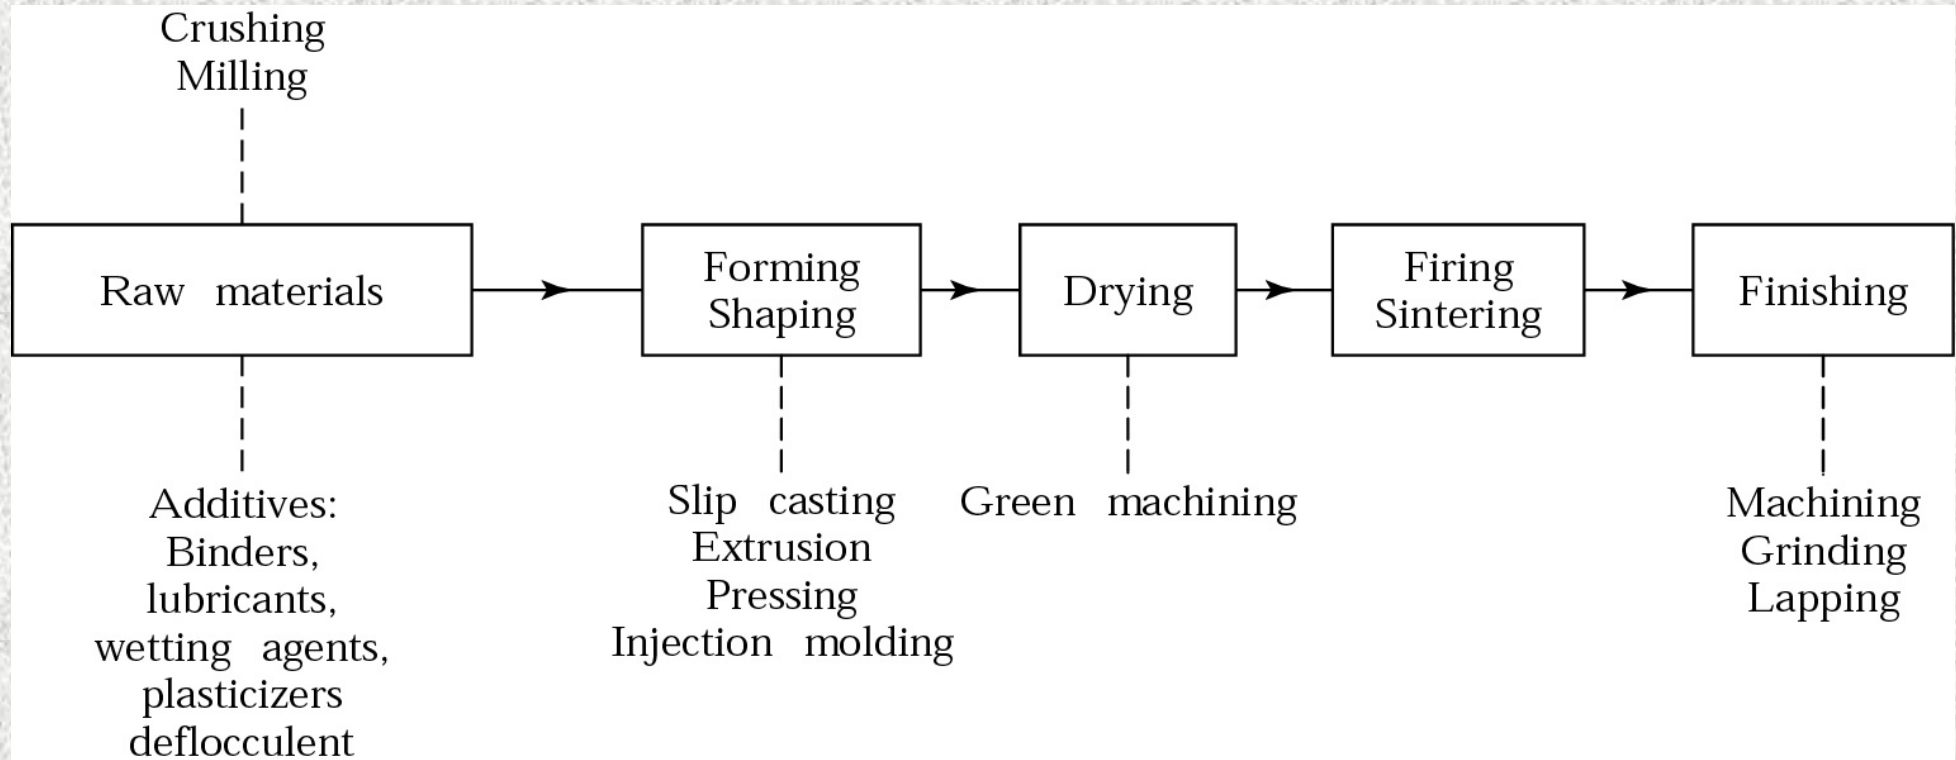 Crushing
Milling
Raw materials
Forming
Shaping
Drying
Firing
Sintering
Finishing
Additives:
Binders,
lubricants,
wetting agents,
plasticizers
deflocculent
Slip casting
Extrusion
Pressing
Injection molding
Green machining
Machining
Grinding
Lapping